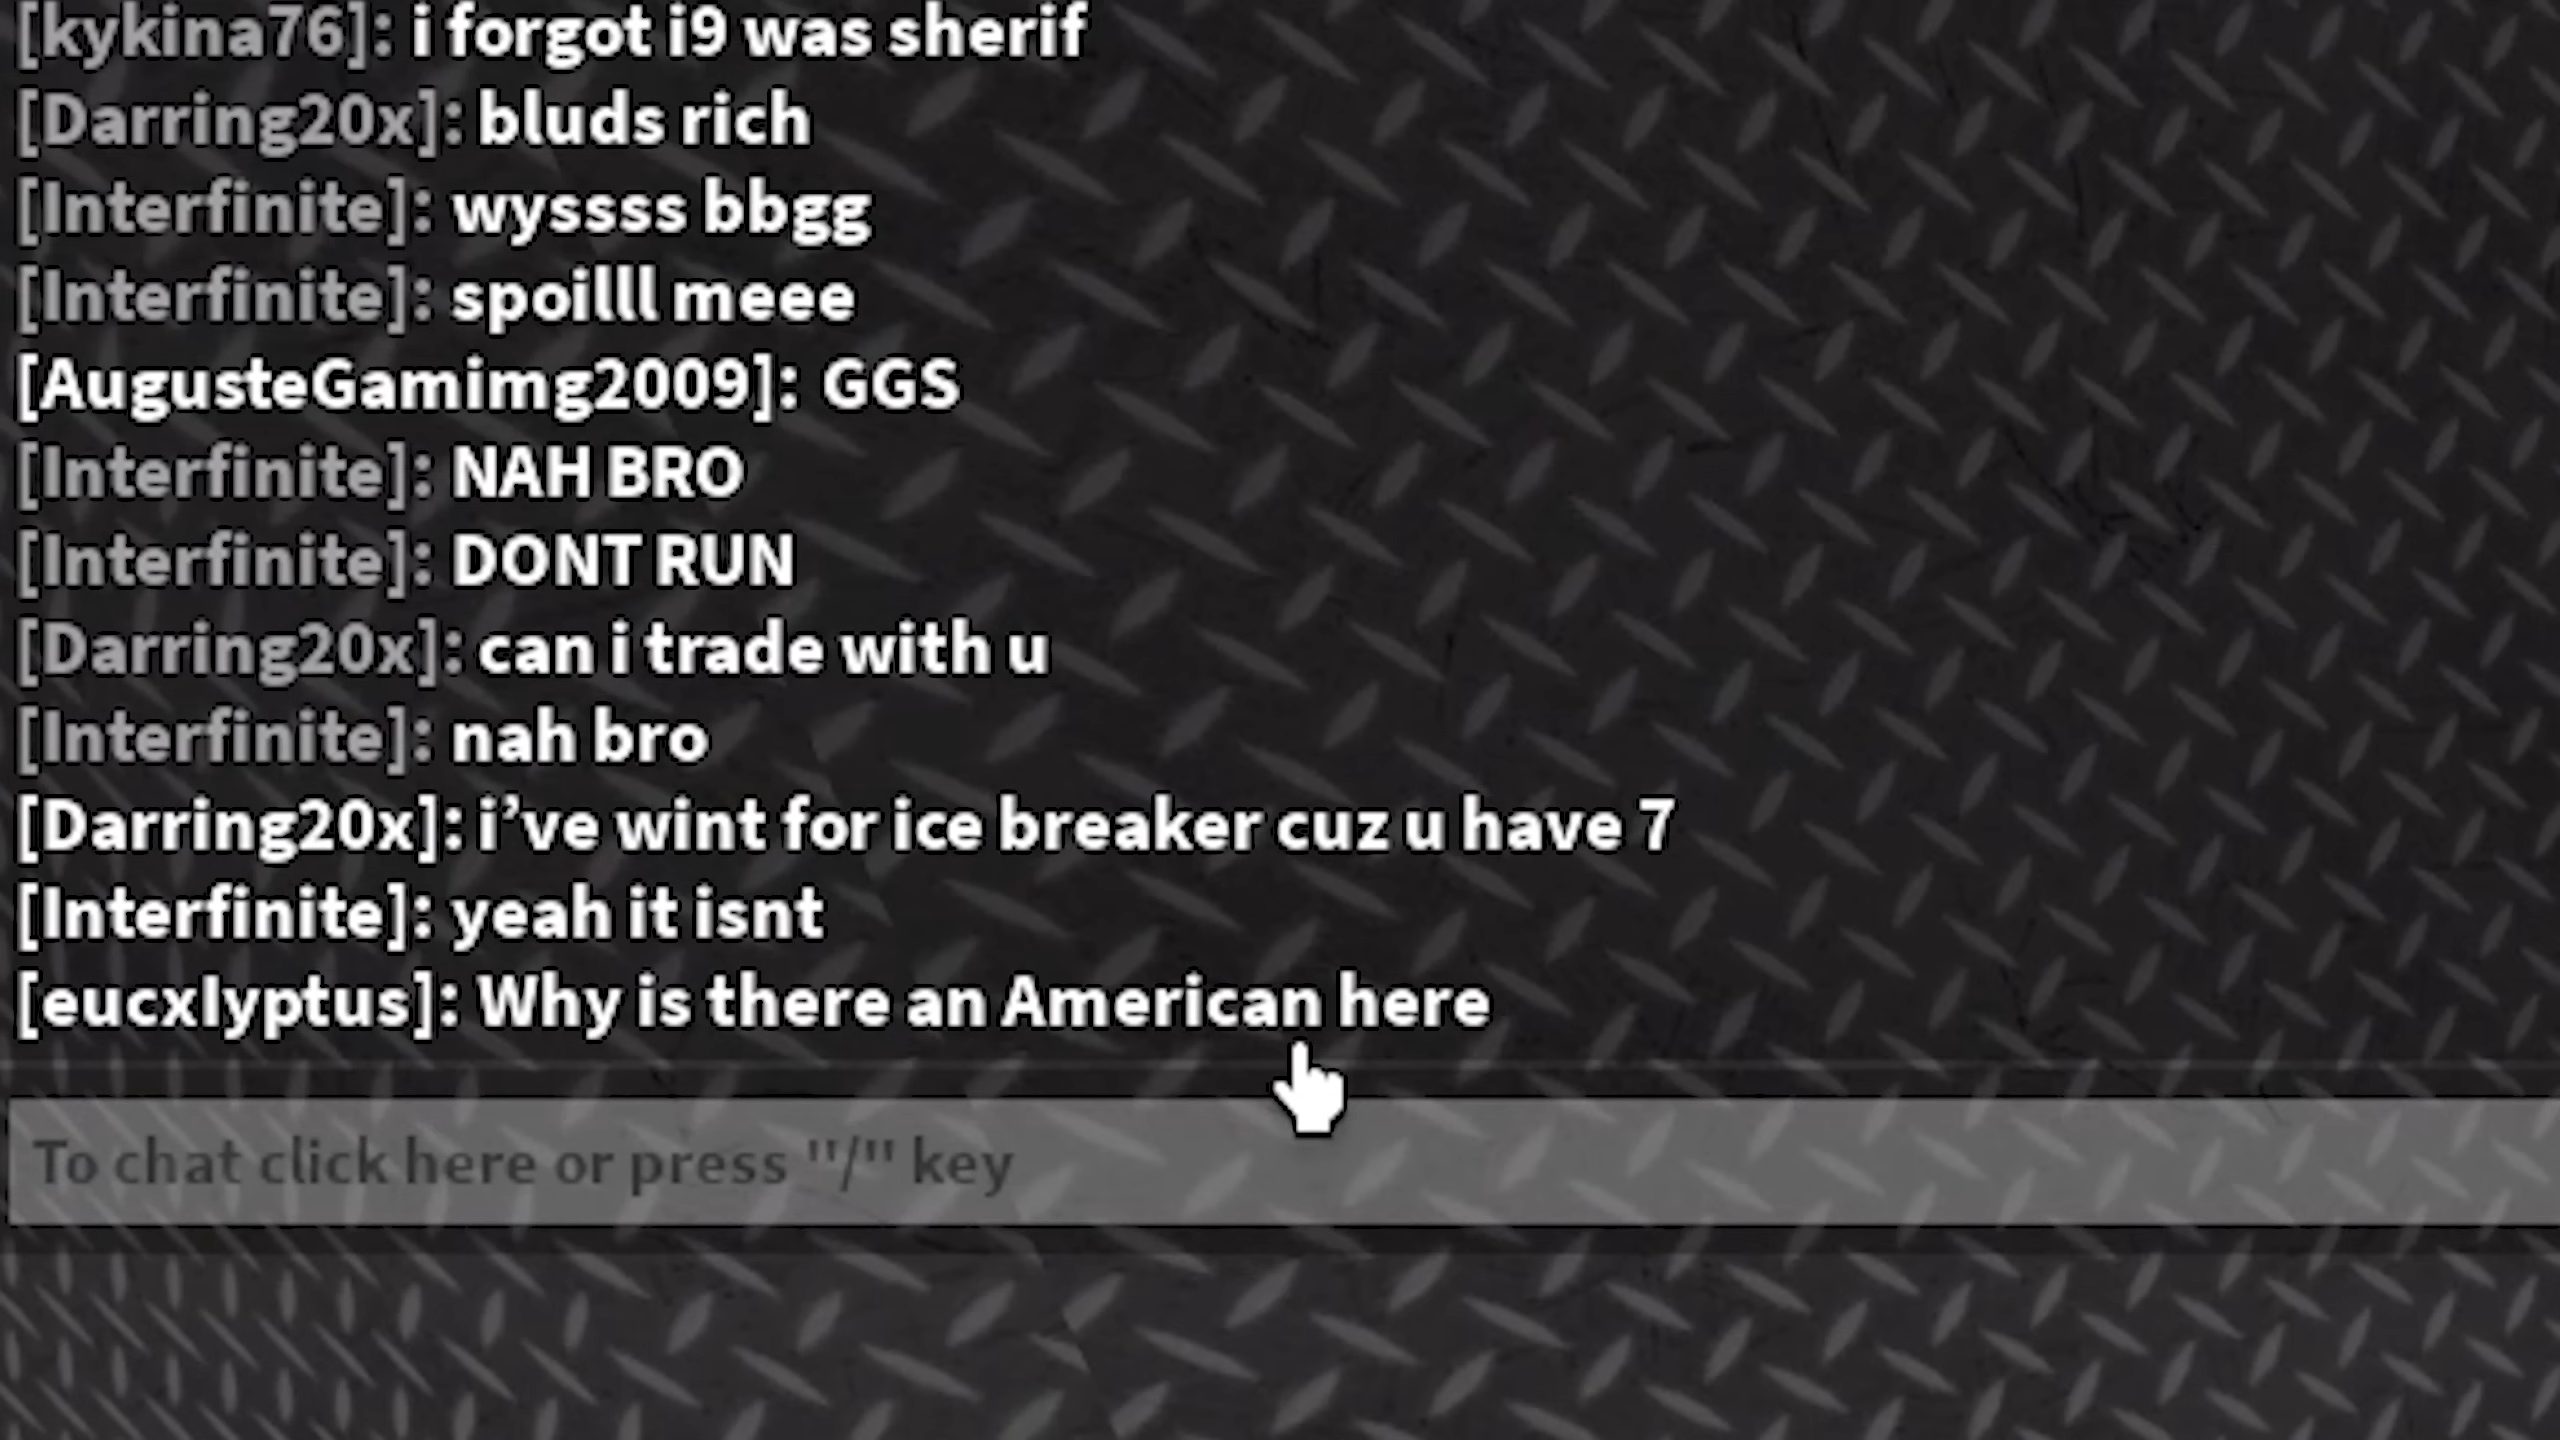 [kykina76]: i forgot i9 was sherif
[Darring20x]: bluds rich
[Interfinite]: wyssss bbgg
[Interfinite]: spoilll meee
[AugusteGamimg2009]: GGS
[Interfinite]: NAH BRO
[Interfinite]: DONT RUN
[Darring20x]: can i trade with u
[Interfinite]: nah bro
[Darring20x]: i’ve wint for ice breaker cuz u have 7
[Interfinite]: yeah it isnt
[eucxlyptus]: Why is there an American here
To chat click here or press "/" key